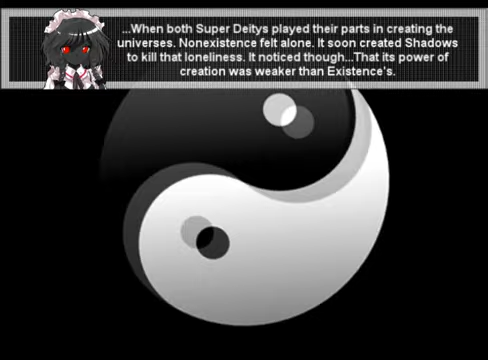 ...When both Super Deitys played their parts in creating the
universes. Nonexistence felt alone. It soon created Shadows
to kill that loneliness. It noticed though...That its power of
creation was weaker than Existence's.